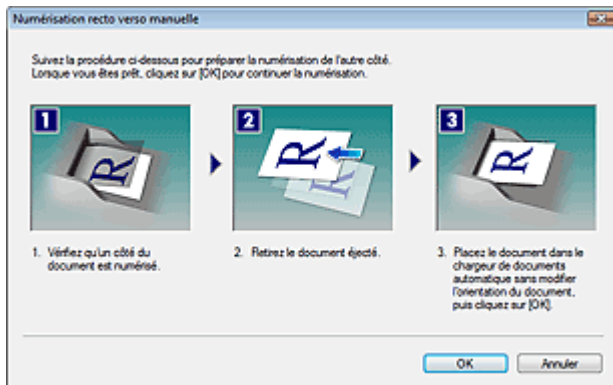 Numérisation recto verso manuelle
Suivez la procédure ci-dessous pour préparer la numérisation de l'autre côté.
Lorsque vous êtes prêt, cliquez sur [OK] pour continuer la numérisation.
1
2
3
R
R
R
R
1. Vérifiez qu'un côté du
document est numérisé.
2. Retirez le document éjecté.
3. Placez le document dans le
chargeur de documents
automatique sans modifier
l'orientation du document,
puis cliquez sur [OK].
OK
Annuler